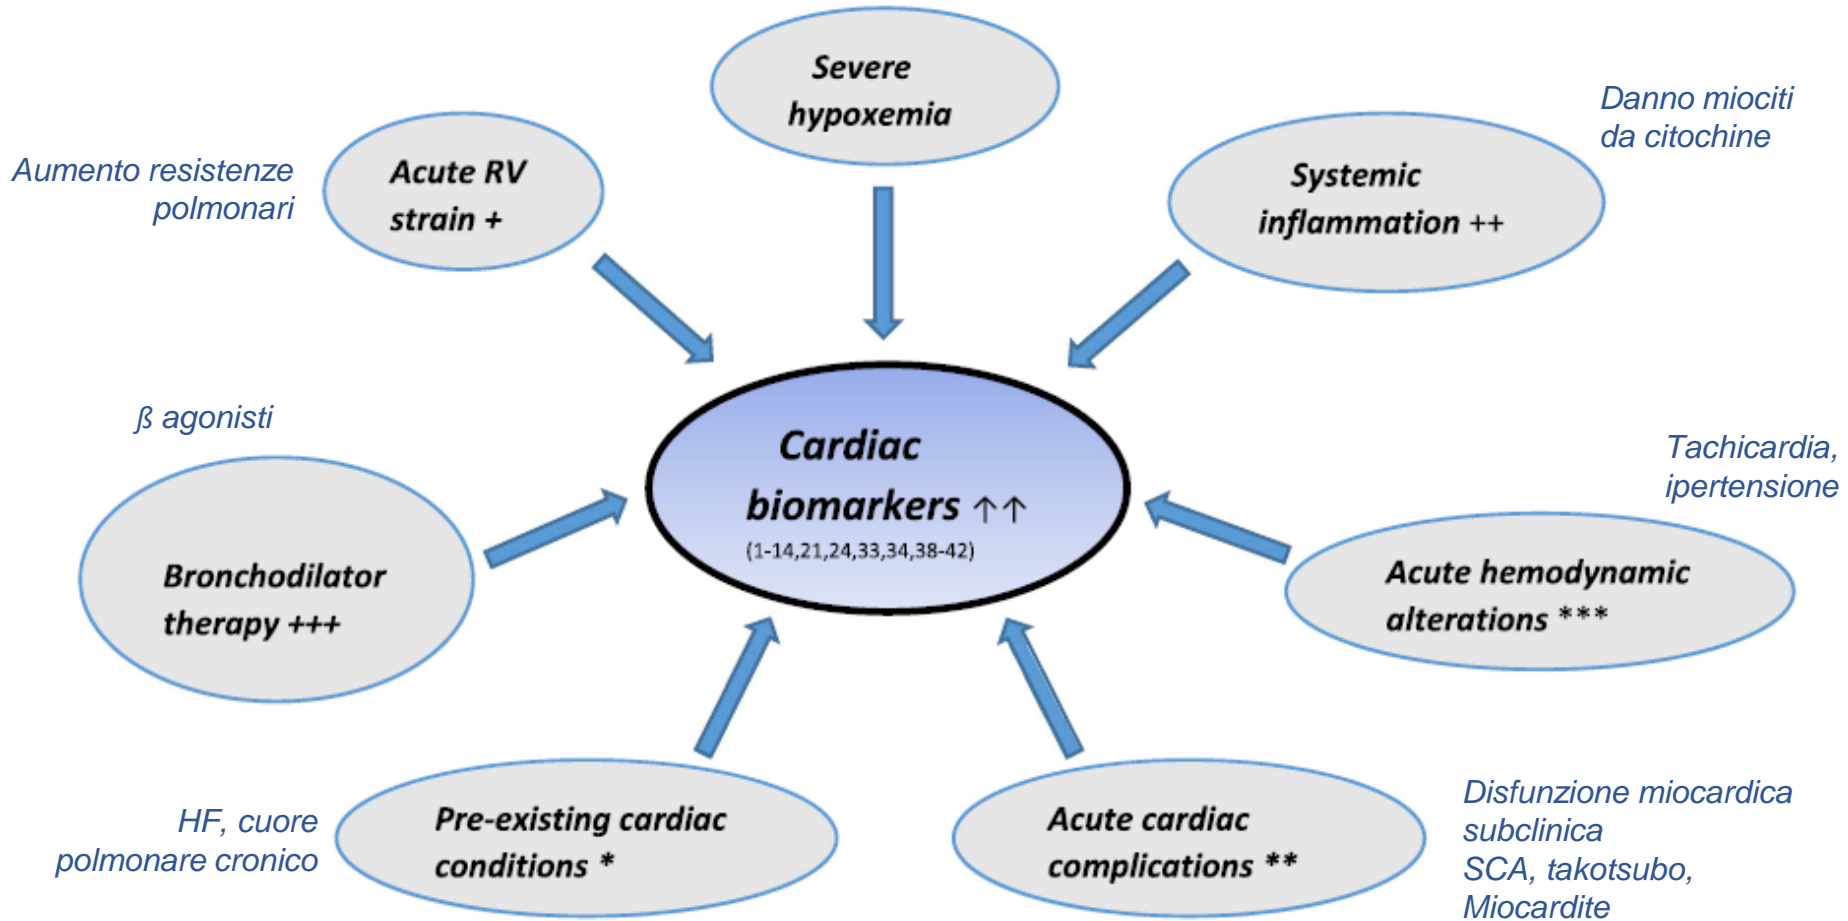 Severe
hypoxemia
Danno miociti
da citochine
Aumento resistenze
polmonari
Acute RV
strain +
Systemic
inflammation ++
ß agonisti
Cardiac
biomarkers ↑↑
(1-14,21,24,33,34,38-42)
Tachicardia,
ipertensione
Bronchodilator
therapy +++
Acute hemodynamic
alterations ***
HF, cuore
polmonare cronico
Pre-existing cardiac
conditions *
Acute cardiac
complications **
Disfunzione miocardica
subclinica
SCA, takotsubo,
Miocardite